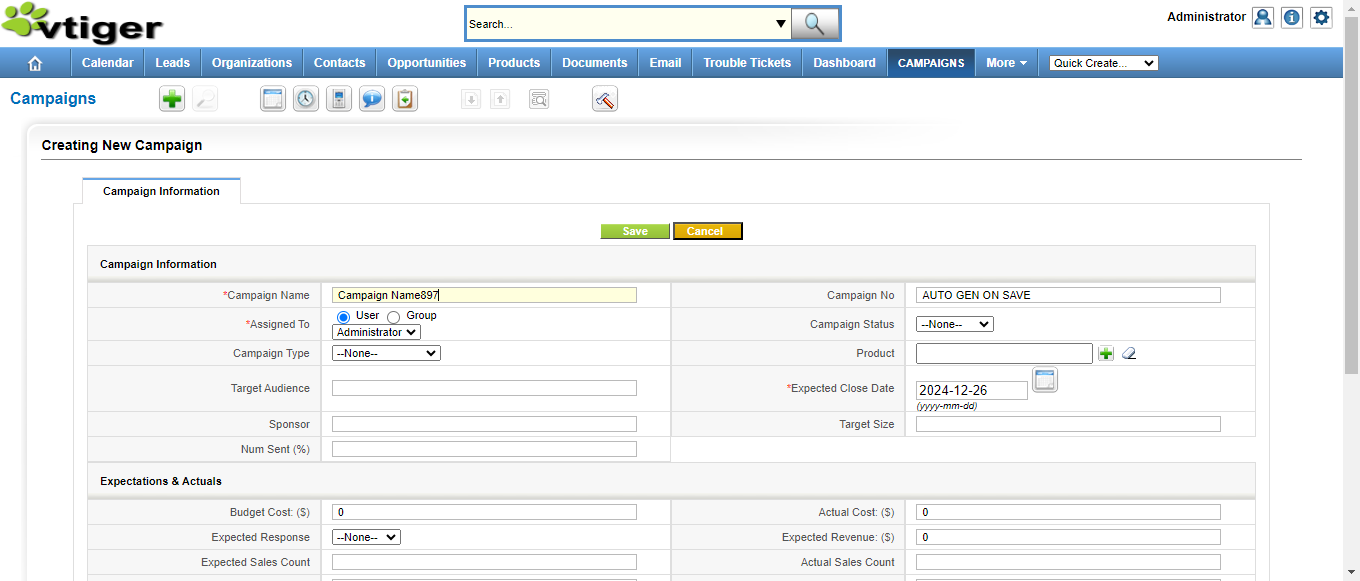 vtiger
Search...
Administrator
Calendar Leads Organizations Contacts Opportunities Products Documents Email Trouble Tickets Dashboard CAMPAIGNS More Quick Create...
Campaigns
Creating New Campaign
Campaign Information
Save Cancel
Campaign Information
*Campaign Name Campaign Name897 Campaign No AUTO GEN ON SAVE
*Assigned To User Group Campaign Status --None--
Administrator
Campaign Type --None-- Product
Target Audience *Expected Close Date 2024-12-26
(yyyy-mm-dd)
Sponsor Target Size
Num Sent (%)
Expectations & Actuals
Budget Cost: ($) 0 Actual Cost: ($) 0
Expected Response --None-- Expected Revenue: ($) 0
Expected Sales Count Actual Sales Count